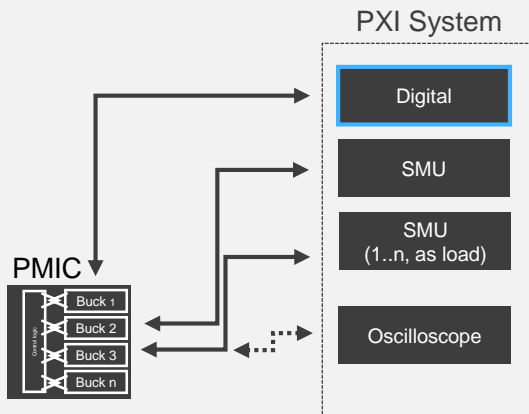 PXI System
Digital
SMU
SMU
(1..n, as load)
Oscilloscope
PMIC
Control logic
Buck 1
Buck 2
Buck 3
Buck n